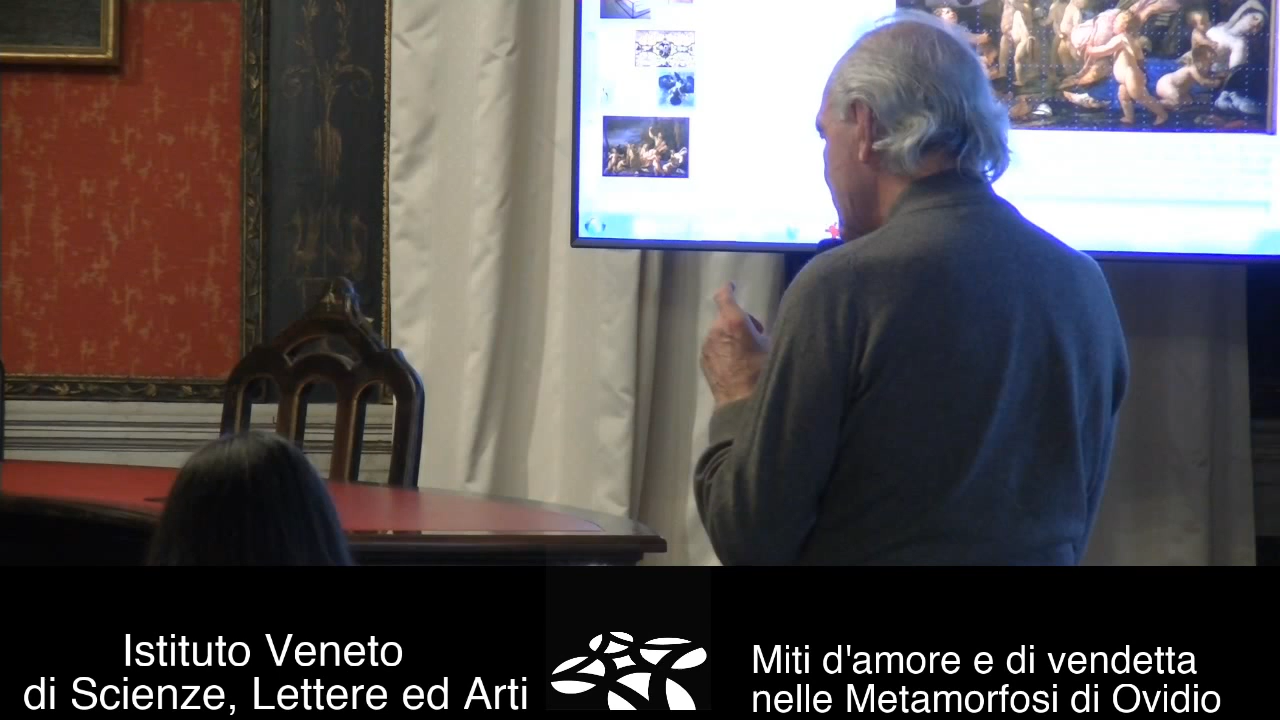 Istituto Veneto
di Scienze, Lettere ed Arti
Miti d'amore e di vendetta
nelle Metamorfosi di Ovidio